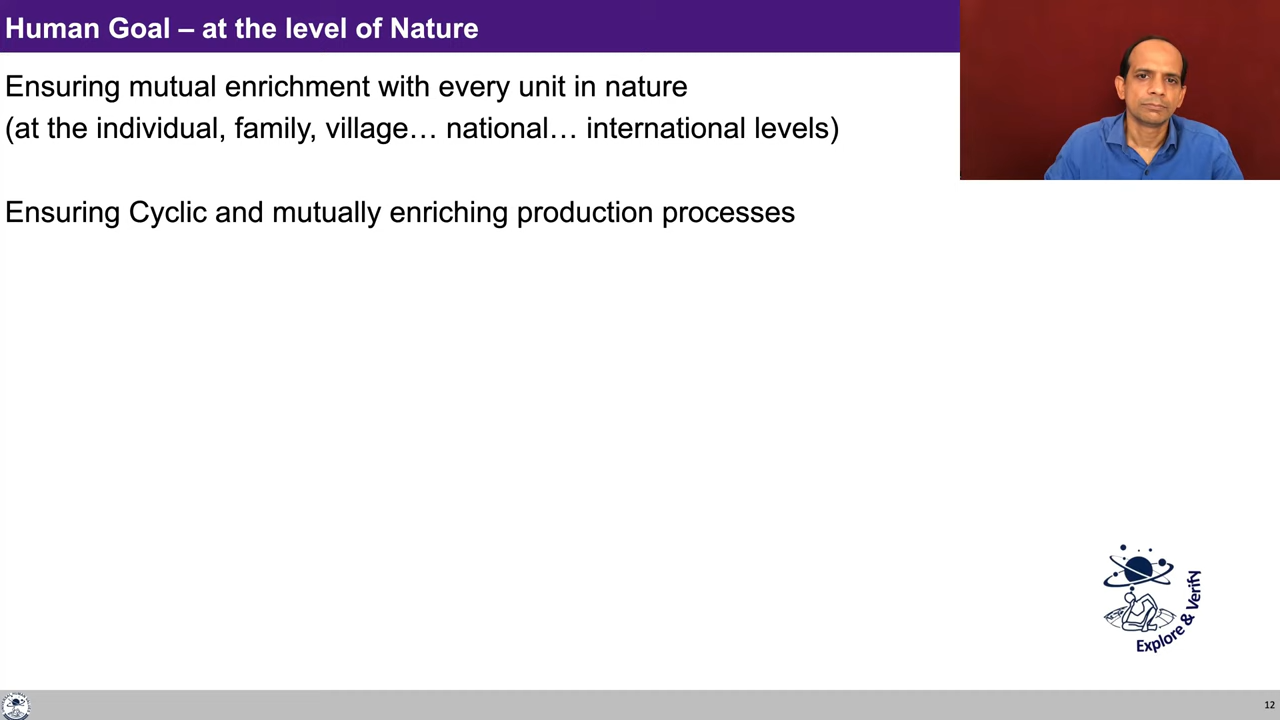 Human Goal – at the level of Nature
Ensuring mutual enrichment with every unit in nature
(at the individual, family, village… national… international levels)
Ensuring Cyclic and mutually enriching production processes
Explore & Verify
12